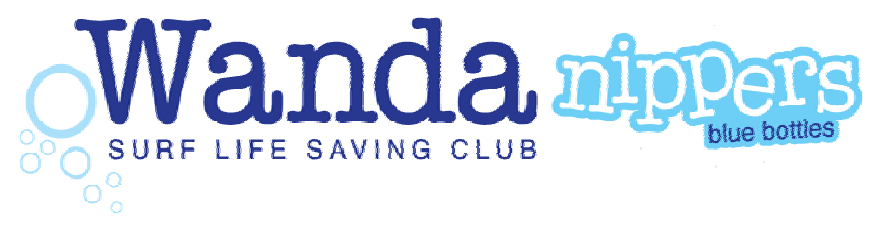 Wanda
SURF LIFE SAVING CLUB
nippers
blue bottles